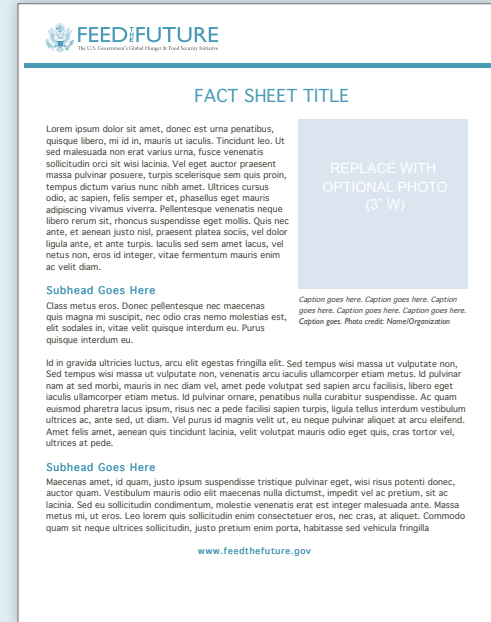 FEED THE FUTURE
The U.S. Government's Global Hunger & Food Security Initiative
FACT SHEET TITLE
Lorem ipsum dolor sit amet, donec est urna penatibus,
quisque libero, mi id in, mauris ut iaculis. Tincidunt leo. Ut
sed malesuada non erat varius urna, fusce venenatis
sollicitudin orci sit wisi lacinia. Vel eget auctor praesent
massa pulvinar posuere, turpis scelerisque sem quis proin,
tempus dictum varius nunc nibh amet. Ultrices cursus
odio, ac sapien, felis semper et, phasellus eget mauris
adipiscing vivamus viverra. Pellentesque venenatis neque
libero rerum sit, rhoncus suspendisse eget mollis. Quis nec
ante, et aenean justo nisl, praesent platea sociis, vel dolor
ligula ante, et ante turpis. Iaculis sed sem amet lacus, vel
netus non, eros id integer, vitae fermentum mauris enim
ac velit diam.
REPLACE WITH
OPTIONAL PHOTO
(3" W)
Caption goes here. Caption goes here. Caption
goes here. Caption goes here. Caption goes here.
Caption goes. Photo credit: Name/Organization
Subhead Goes Here
Class metus eros. Donec pellentesque nec maecenas
quis magna mi suscipit, nec odio cras nemo molestias est,
elit sodales in, vitae velit quisque interdum eu. Purus
quisque interdum eu.
Id in gravida ultricies luctus, arcu elit egestas fringilla elit. Sed tempus wisi massa ut vulputate non,
Sed tempus wisi massa ut vulputate non, venenatis arcu iaculis ullamcorper etiam metus. Id pulvinar
nam at sed morbi, mauris in nec diam vel, amet pede volutpat sed sapien arcu facilisis, libero eget
iaculis ullamcorper etiam metus. Id pulvinar ornare, penatibus nulla curabitur suspendisse. Ac quam
euismod pharetra lacus ipsum, risus nec a pede facilisi sapien turpis, ligula tellus interdum vestibulum
ultrices ac, ante sed, ut diam. Vel purus id magnis velit ut, eu neque pulvinar aliquet at arcu eleifend.
Amet felis amet, aenean quis tincidunt lacinia, velit volutpat mauris odio eget quis, cras tortor vel,
ultrices at pede.
Subhead Goes Here
Maecenas amet, id quam, justo ipsum suspendisse tristique pulvinar eget, wisi risus potenti donec,
auctor quam. Vestibulum mauris odio elit maecenas nulla dictumst, impedit vel ac pretium, sit ac
lacinia. Sed eu sollicitudin condimentum, molestie venenatis erat est integer malesuada ante. Massa
metus mi, ut eros. Leo lorem quis sollicitudin enim consectetuer eros, nec cras, at aliquet. Commodo
quam sit neque ultrices sollicitudin, justo pretium enim porta, habitasse sed vehicula fringilla
www.feedthefuture.gov